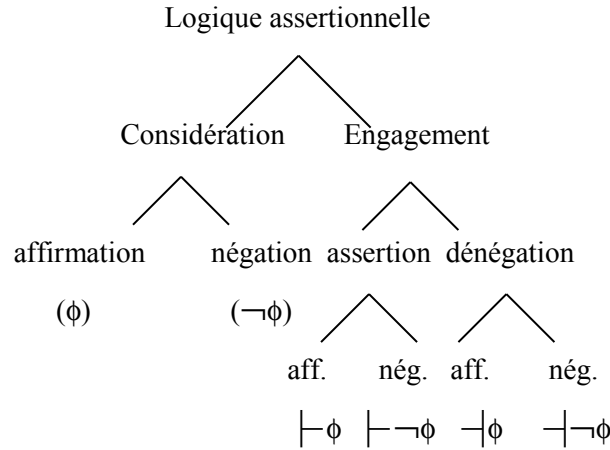 Logique assertionnelle
Considération Engagement
affirmation négation assertion dénégation
(ϕ) (¬ϕ)
aff. nég. aff. nég.
├ϕ ├¬ϕ ┤ϕ ┤¬ϕ